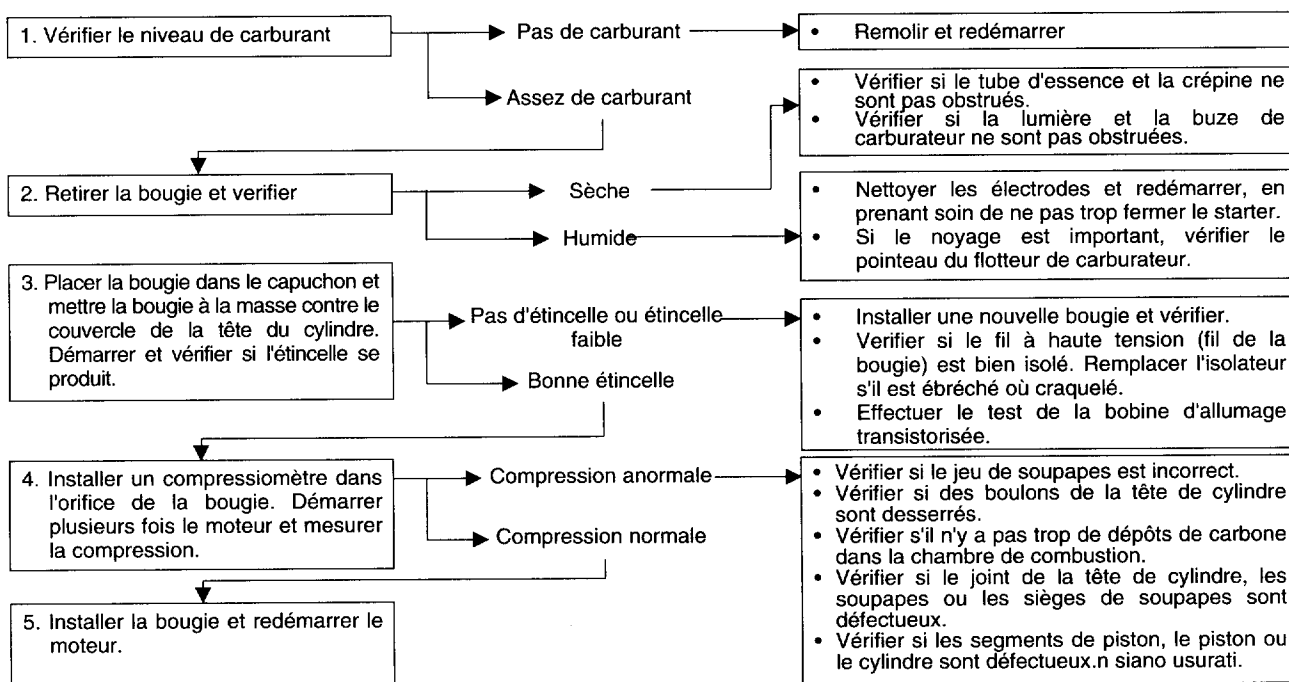 1. Vérifier le niveau de carburant
Pas de carburant
• Remolir et redémarrer
Assez de carburant
• Vérifier si le tube d'essence et la crépine ne
sont pas obstrués.
• Vérifier si la lumière et la buze de
carburateur ne sont pas obstruées.
2. Retirer la bougie et verifier
Sèche
Humide
• Nettoyer les électrodes et redémarrer, en
prenant soin de ne pas trop fermer le starter.
• Si le noyage est important, vérifier le
pointeau du flotteur de carburateur.
3. Placer la bougie dans le capuchon et
mettre la bougie à la masse contre le
couvercle de la tête du cylindre.
Démarrer et vérifier si l'étincelle se
produit.
Pas d'étincelle ou étincelle
faible
Bonne étincelle
• Installer une nouvelle bougie et vérifier.
• Verifier si le fil à haute tension (fil de la
bougie) est bien isolé. Remplacer l'isolateur
s'il est ébréché où craquelé.
• Effectuer le test de la bobine d'allumage
transistorisée.
4. Installer un compressiomètre dans
l'orifice de la bougie. Démarrer
plusieurs fois le moteur et mesurer
la compression.
Compression anormale
Compression normale
• Vérifier si le jeu de soupapes est incorrect.
• Vérifier si des boulons de la tête de cylindre
sont desserrés.
• Vérifier s'il n'y a pas trop de dépôts de carbone
dans la chambre de combustion.
• Vérifier si le joint de la tête de cylindre, les
soupapes ou les sièges de soupapes sont
défectueux.
• Vérifier si les segments de piston, le piston ou
le cylindre sont défectueux.n siano usurati.
5. Installer la bougie et redémarrer le
moteur.